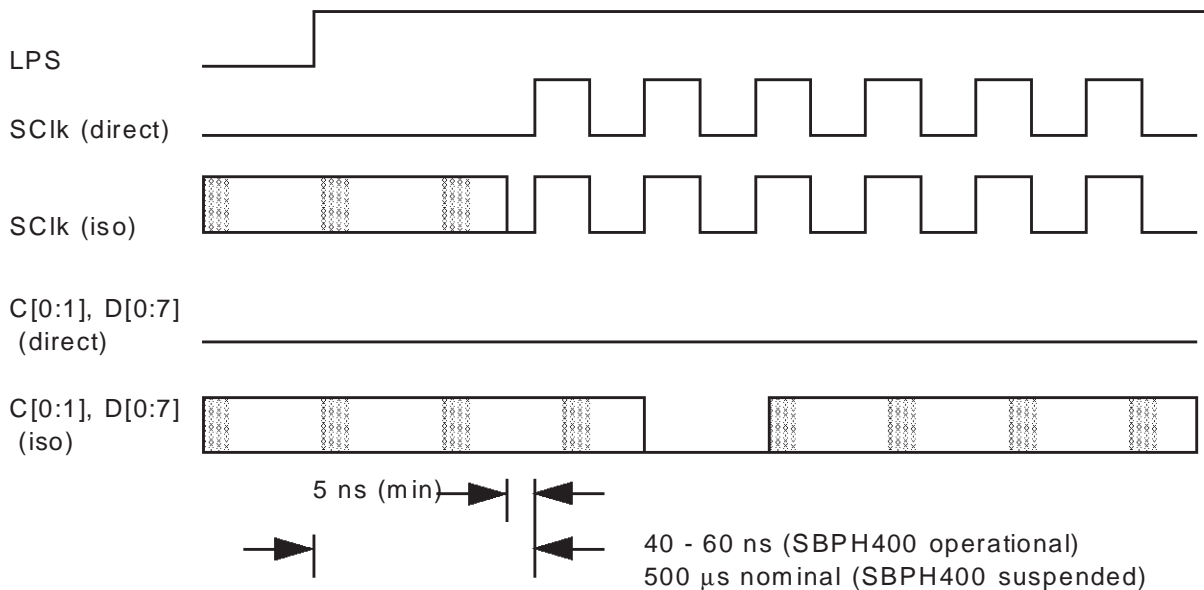 LPS
SClk (direct)
SClk (iso)
C[0:1], D[0:7]
(direct)
C[0:1], D[0:7]
(iso)
5 ns (min)
40 - 60 ns (SBPH400 operational)
500 μs nominal (SBPH400 suspended)